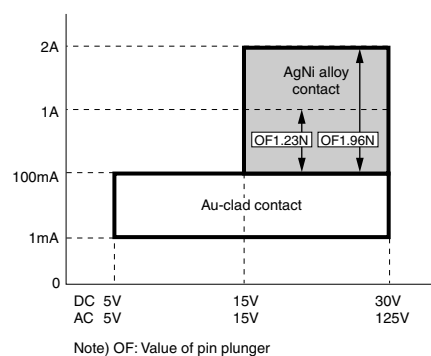 2A
AgNi alloy
contact
1A
OF1.23N OF1.96N
100mA
Au-clad contact
1mA
0
DC 5V 15V 30V
AC 5V 15V 125V
Note) OF: Value of pin plunger